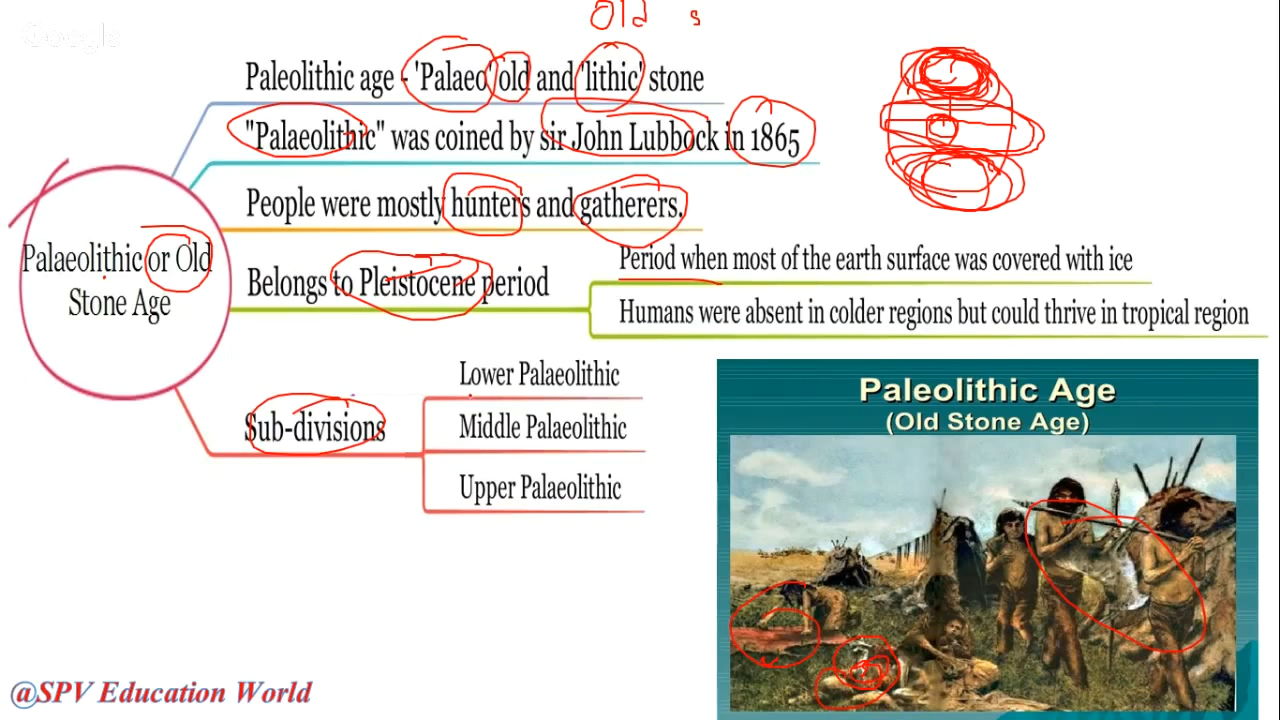 Google
old s
Paleolithic age - 'Palaeo' old and 'lithic' stone
"Palaeolithic" was coined by sir John Lubbock in 1865
People were mostly hunters and gatherers.
Palaeolithic or Old
Stone Age
Belongs to Pleistocene period
Period when most of the earth surface was covered with ice
Humans were absent in colder regions but could thrive in tropical region
Sub-divisions
Lower Palaeolithic
Middle Palaeolithic
Upper Palaeolithic
Paleolithic Age
(Old Stone Age)
@SPV Education World